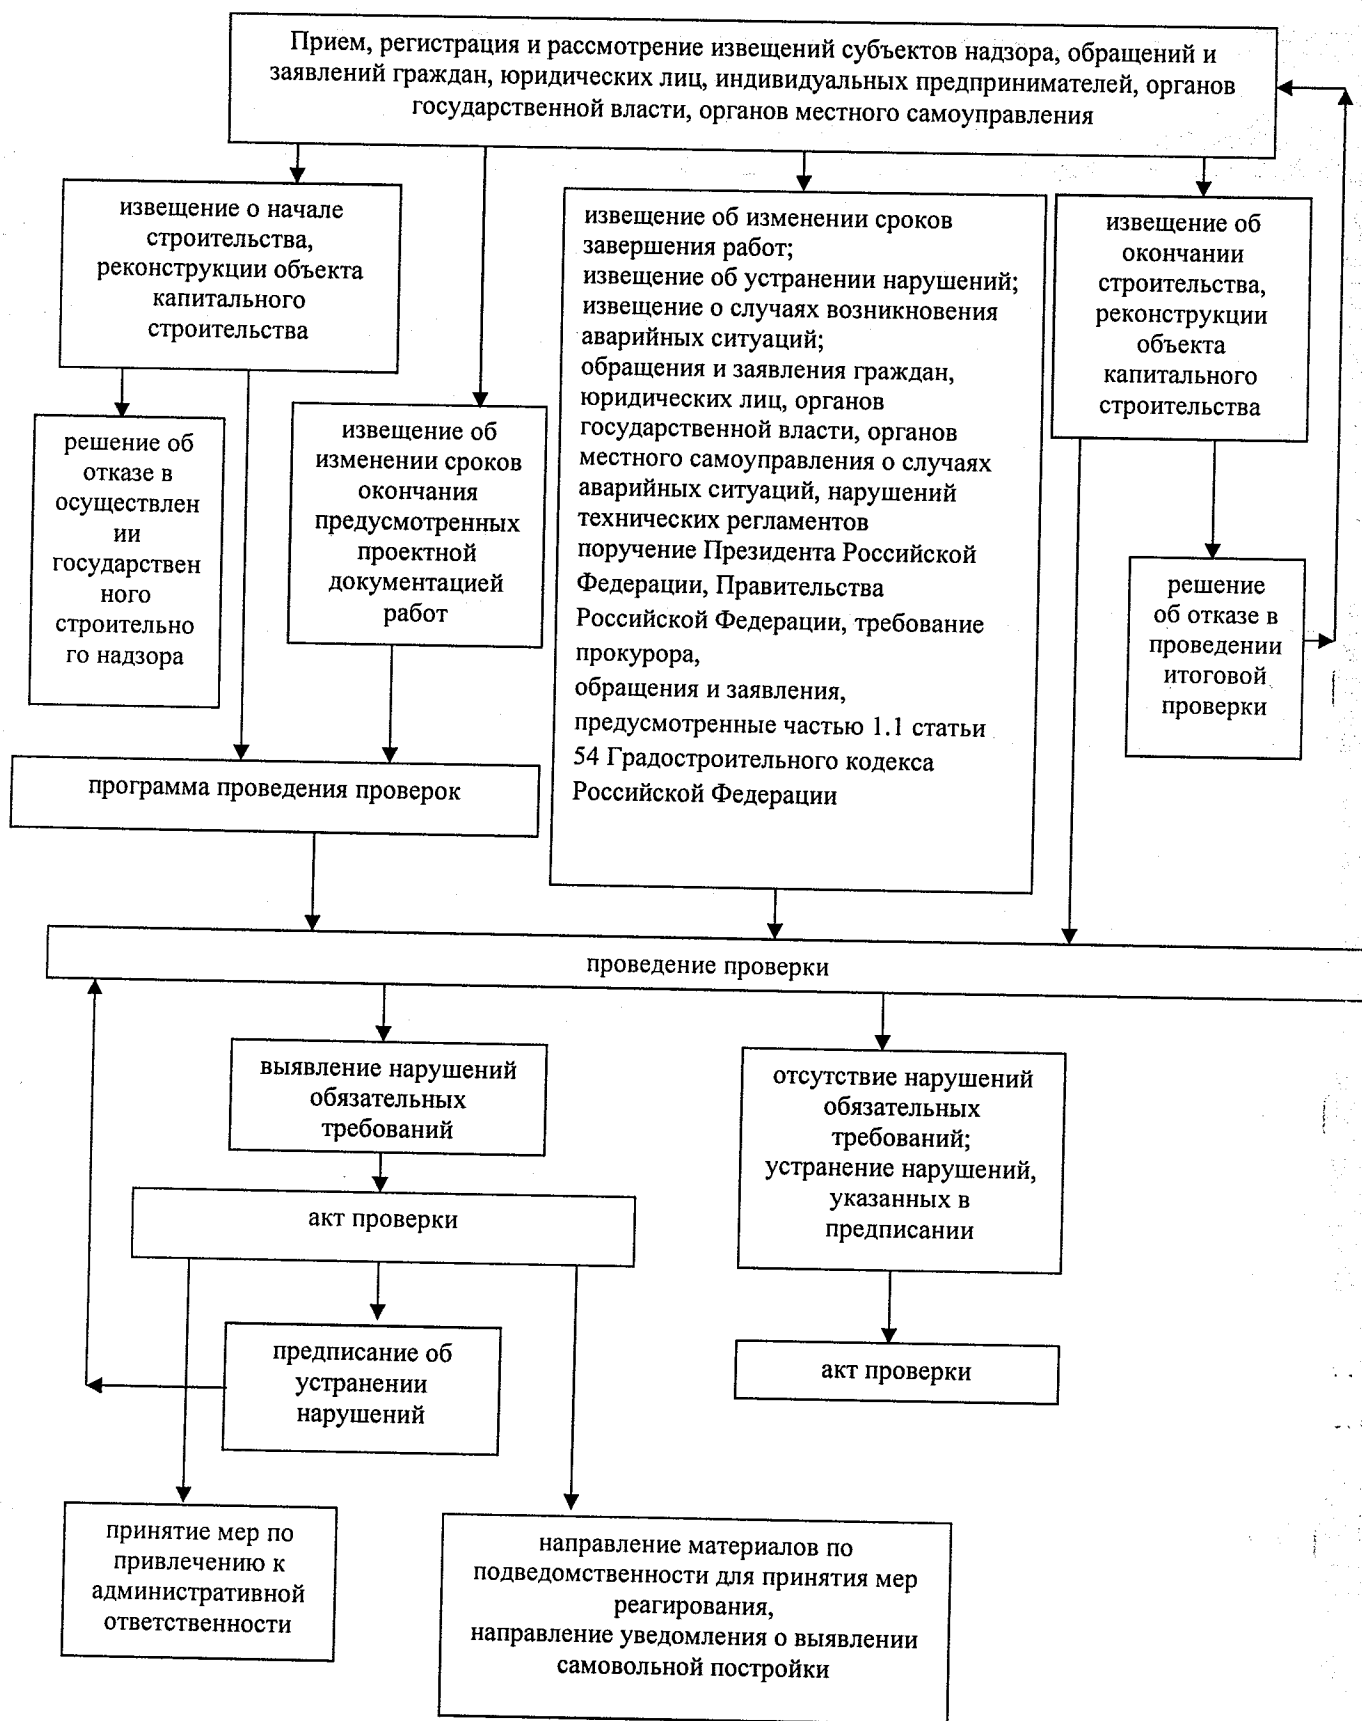 Прием, регистрация и рассмотрение извещений субъектов надзора, обращений и
заявлений граждан, юридических лиц, индивидуальных предпринимателей, органов
государственной власти, органов местного самоуправления
извещение о начале
строительства,
реконструкции объекта
капитального
строительства
решение об
отказе в
осуществлен
ии
государствен
ного
строительно
го надзора
извещение об
изменении сроков
окончания
предусмотренных
проектной
документацией
работ
извещение об изменении сроков
завершения работ;
извещение об устранении нарушений;
извещение о случаях возникновения
аварийных ситуаций;
обращения и заявления граждан,
юридических лиц, органов
государственной власти, органов
местного самоуправления о случаях
аварийных ситуаций, нарушений
технических регламентов
поручение Президента Российской
Федерации, Правительства
Российской Федерации, требование
прокурора,
обращения и заявления,
предусмотренные частью 1.1 статьи
54 Градостроительного кодекса
Российской Федерации
извещение об
окончании
строительства,
реконструкции
объекта
капитального
строительства
решение
об отказе в
проведении
итоговой
проверки
программа проведения проверок
проведение проверки
выявление нарушений
обязательных
требований
акт проверки
предписание об
устранении
нарушений
принятие мер по
привлечению к
административной
ответственности
направление материалов по
подведомственности для принятия мер
реагирования,
направление уведомления о выявлении
самовольной постройки
отсутствие нарушений
обязательных
требований;
устранение нарушений,
указанных в
предписании
акт проверки